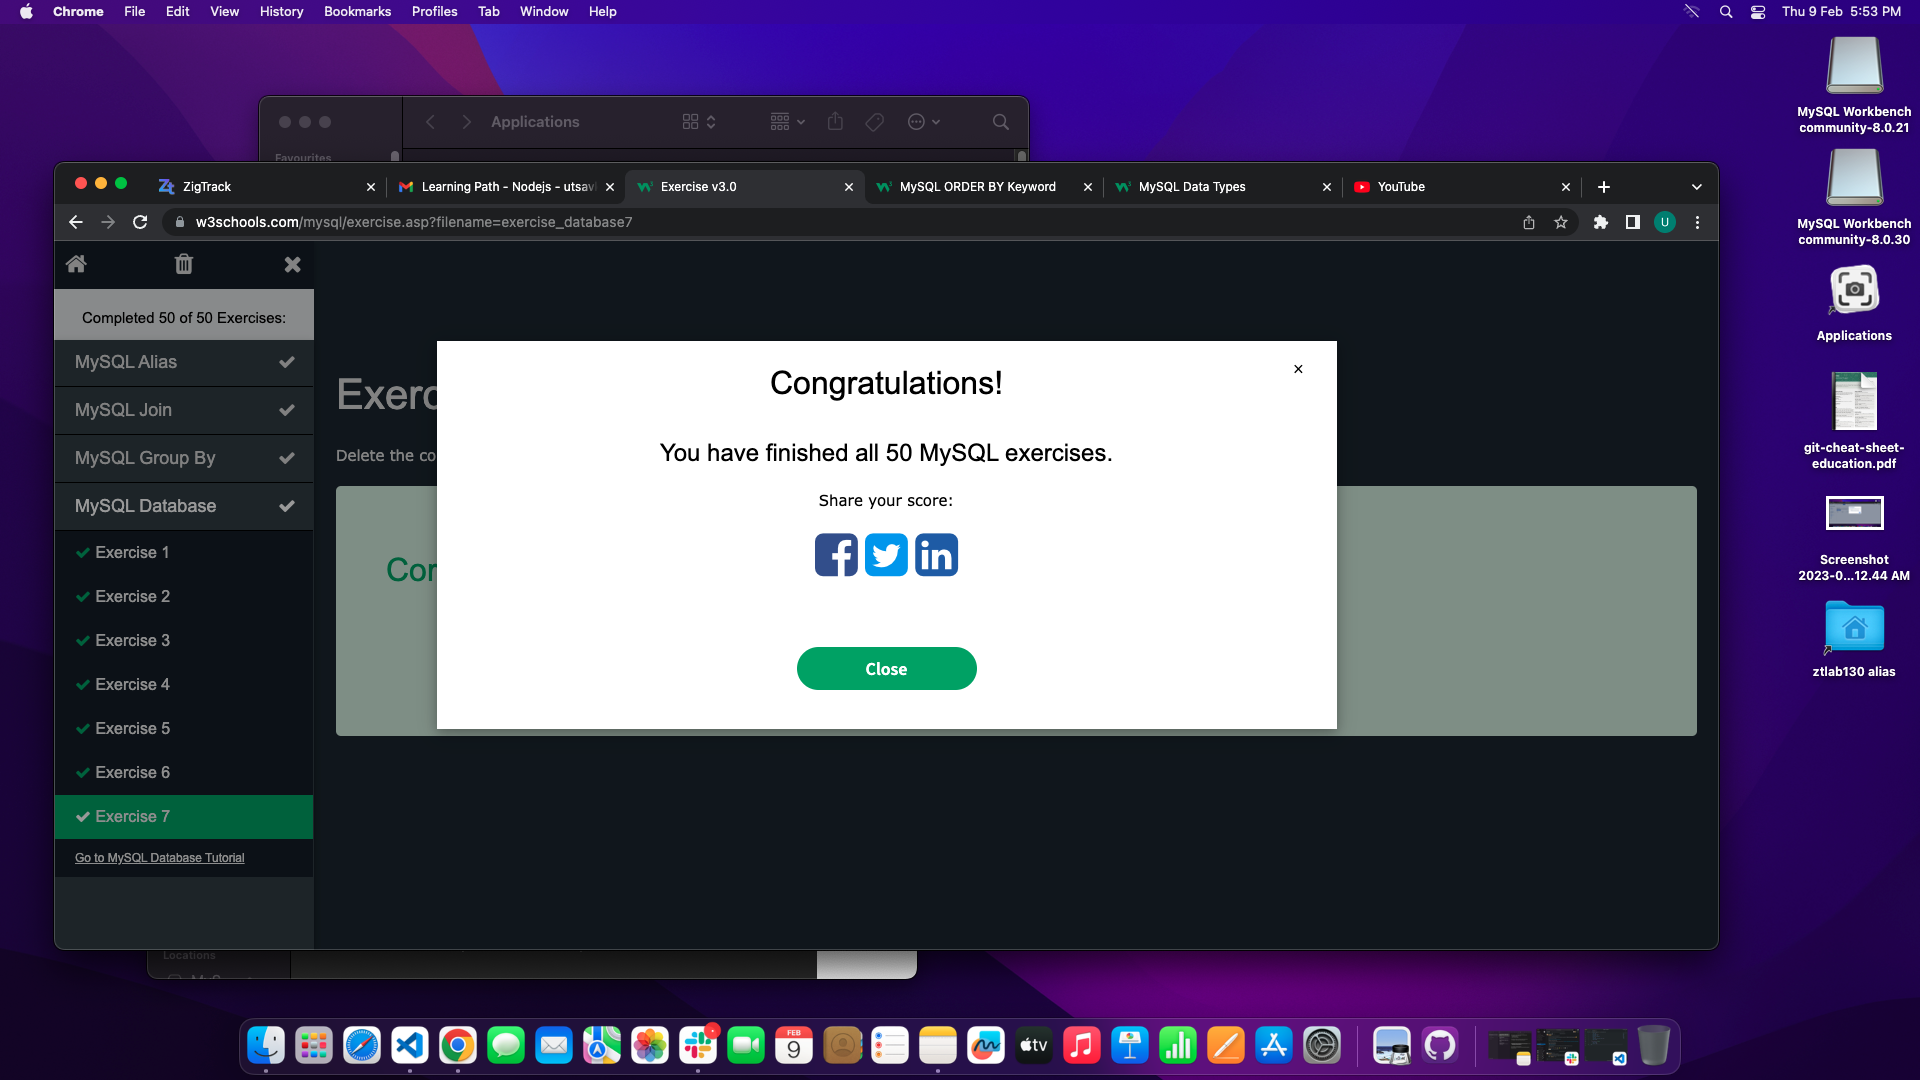 Chrome File Edit View History Bookmarks Profiles Tab Window Help Thu 9 Feb 5:53 PM
Applications
Favourites
ZigTrack
Learning Path - Nodejs - utsav
Exercise v3.0
MySQL ORDER BY Keyword
MySQL Data Types
YouTube
w3schools.com/mysql/exercise.asp?filename=exercise_database7
U
Completed 50 of 50 Exercises:
MySQL Alias
MySQL Join
MySQL Group By
MySQL Database
Exercise 1
Exercise 2
Exercise 3
Exercise 4
Exercise 5
Exercise 6
Exercise 7
Go to MySQL Database Tutorial
Exerc
Delete the co
Cor
×
Congratulations!
You have finished all 50 MySQL exercises.
Share your score:
Close
Locations
MySQL Workbench
community-8.0.21
MySQL Workbench
community-8.0.30
Applications
git-cheat-sheet-
education.pdf
Screenshot
2023-0...12.44 AM
ztlab130 alias
FEB
9
tv